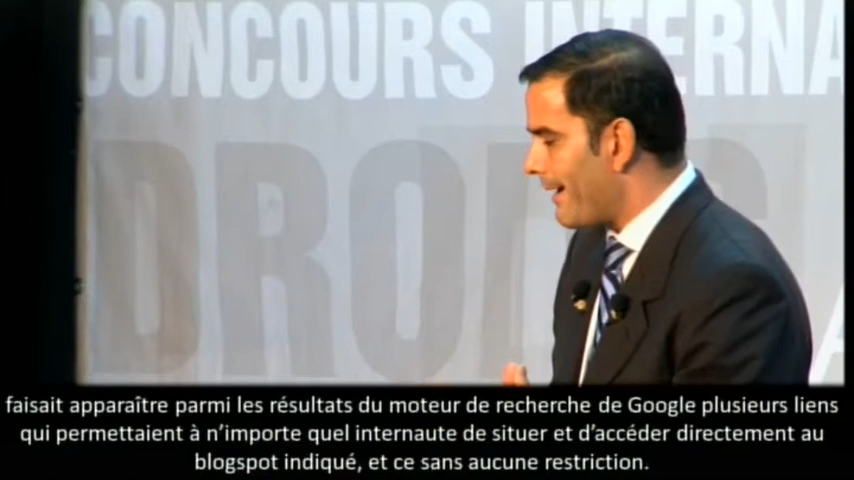 CONCOURS INTERNA
DROI
faisait apparaître parmi les résultats du moteur de recherche de Google plusieurs liens
qui permettaient à n'importe quel internaute de situer et d'accéder directement au
blogspot indiqué, et ce sans aucune restriction.